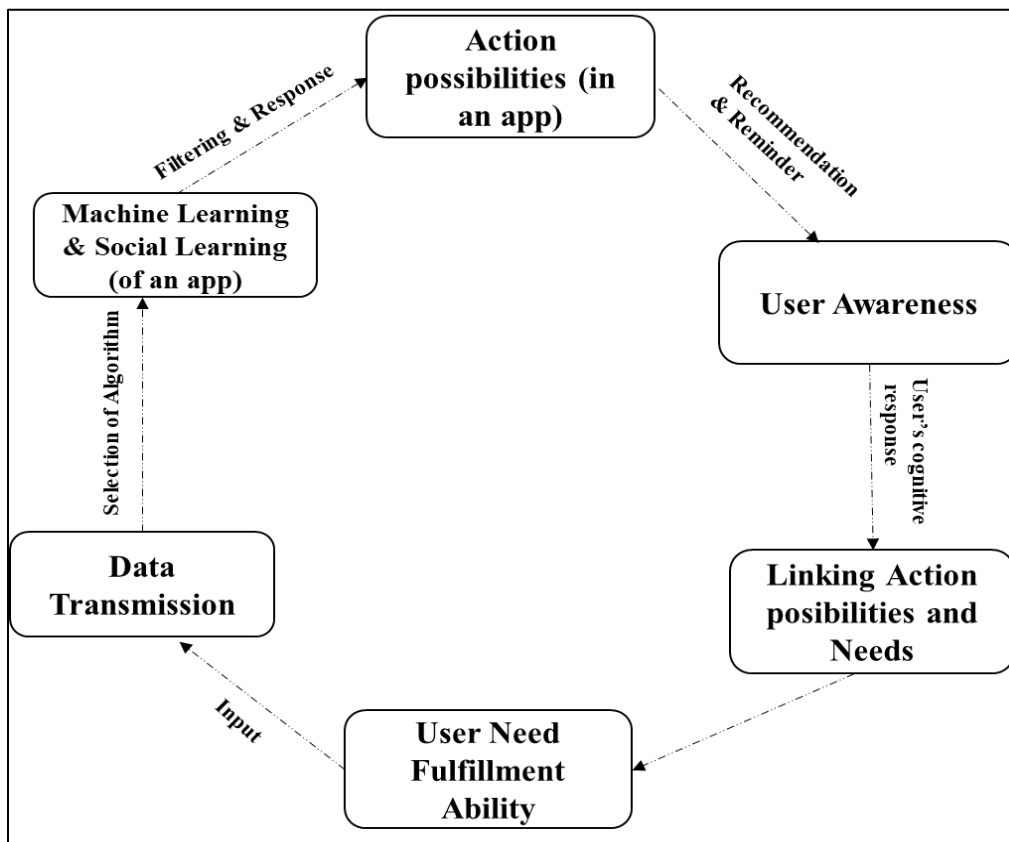 Action
possibilities (in
an app)
Recommendation
& Reminder
User Awareness
User's cognitive
response
Linking Action
posibilities and
Needs
User Need
Fulfillment
Ability
Input
Data
Transmission
Selection of Algorithm
Machine Learning
& Social Learning
(of an app)
Filtering & Response